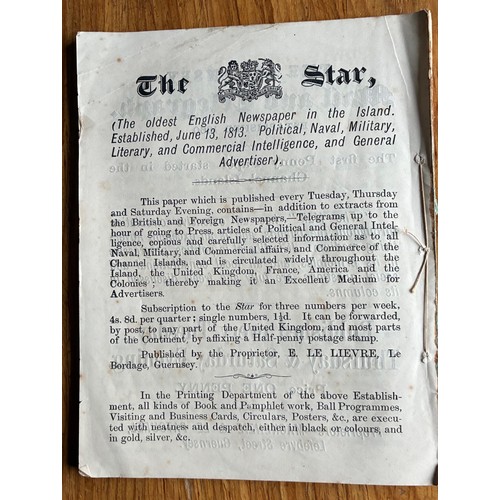 The Star,
(The oldest English Newspaper in the Island.
Established, June 13, 1813. Political, Naval, Military,
Literary, and Commercial Intelligence, and General
Advertiser).
This paper which is published every Tuesday, Thursday
and Saturday Evening, contains—in addition to extracts from
the British and Foreign Newspapers,—Telegrams up to the
hour of going to Press, articles of Political and General Intel-
ligence, copious and carefully selected information as to all
Naval, Military, and Commercial affairs, and Commerce of the
Channel Islands, and is circulated widely throughout the
Island, the United Kingdom, France, America and the
Colonies; thereby making it an Excellent Medium for
Advertisers.
Subscription to the Star for three numbers per week,
4s. 8d. per quarter; single numbers, 1½d. It can be forwarded,
by post, to any part of the United Kingdom, and most parts
of the Continent, by affixing a Half-penny postage stamp.
Published by the Proprietor, E. LE LIEVRE, Le
Bordage, Guernsey.
In the Printing Department of the above Establish-
ment, all kinds of Book and Pamphlet work, Ball Programmes,
Visiting and Business Cards, Circulars, Posters, &c., are execu-
ted with neatness and despatch, either in black or colours, and
in gold, silver, &c.